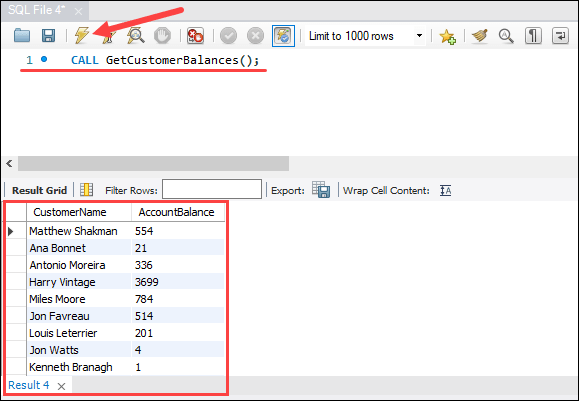 SQL File 4*
Limit to 1000 rows
1 CALL GetCustomerBalances();
Result Grid Filter Rows: Export: Wrap Cell Content:
CustomerName AccountBalance
Matthew Shakman 554
Ana Bonnet 21
Antonio Moreira 336
Harry Vintage 3699
Miles Moore 784
Jon Favreau 514
Louis Leterrier 201
Jon Watts 4
Kenneth Branagh 1
Result 4